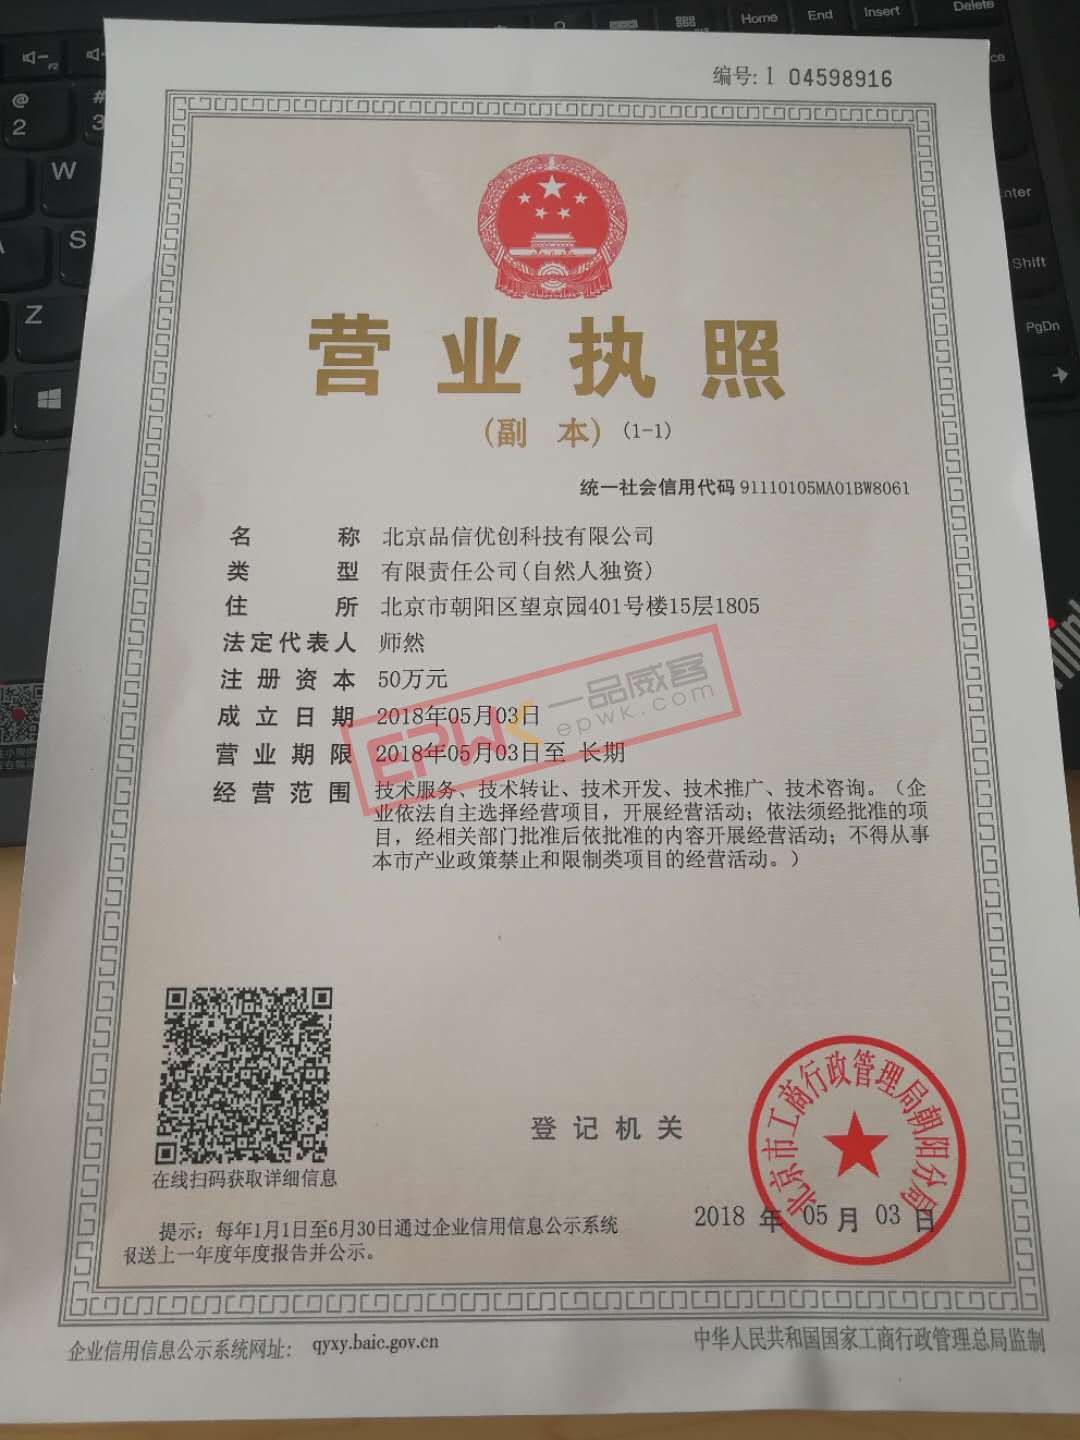 Home End Insert Delete
F2
@
2
#
3
W
S
Z
Enter
Shift
PgDn
编号: 1 04598916
营业执照
(副 本) (1-1)
统一社会信用代码 91110105MA01BW8061
名 称 北京品信优创科技有限公司
类 型 有限责任公司(自然人独资)
住 所 北京市朝阳区望京园401号楼15层1805
法定代表人 师然
注册资本 50万元
成立日期 2018年05月03日
营业期限 2018年05月03日至 长期
经营范围 技术服务、技术转让、技术开发、技术推广、技术咨询。（企
业依法自主选择经营项目，开展经营活动；依法须经批准的项
目，经相关部门批准后依批准的内容开展经营活动；不得从事
本市产业政策禁止和限制类项目的经营活动。）
EPWK 一品威客
epwk.com
在线扫码获取详细信息
登记机关
北京市工商行政管理局朝阳分局
2018 年 05 月 03 日
提示：每年1月1日至6月30日通过企业信用信息公示系统
报送上一年度年度报告并公示。
企业信用信息公示系统网址： qyxy.baic.gov.cn
中华人民共和国国家工商行政管理总局监制